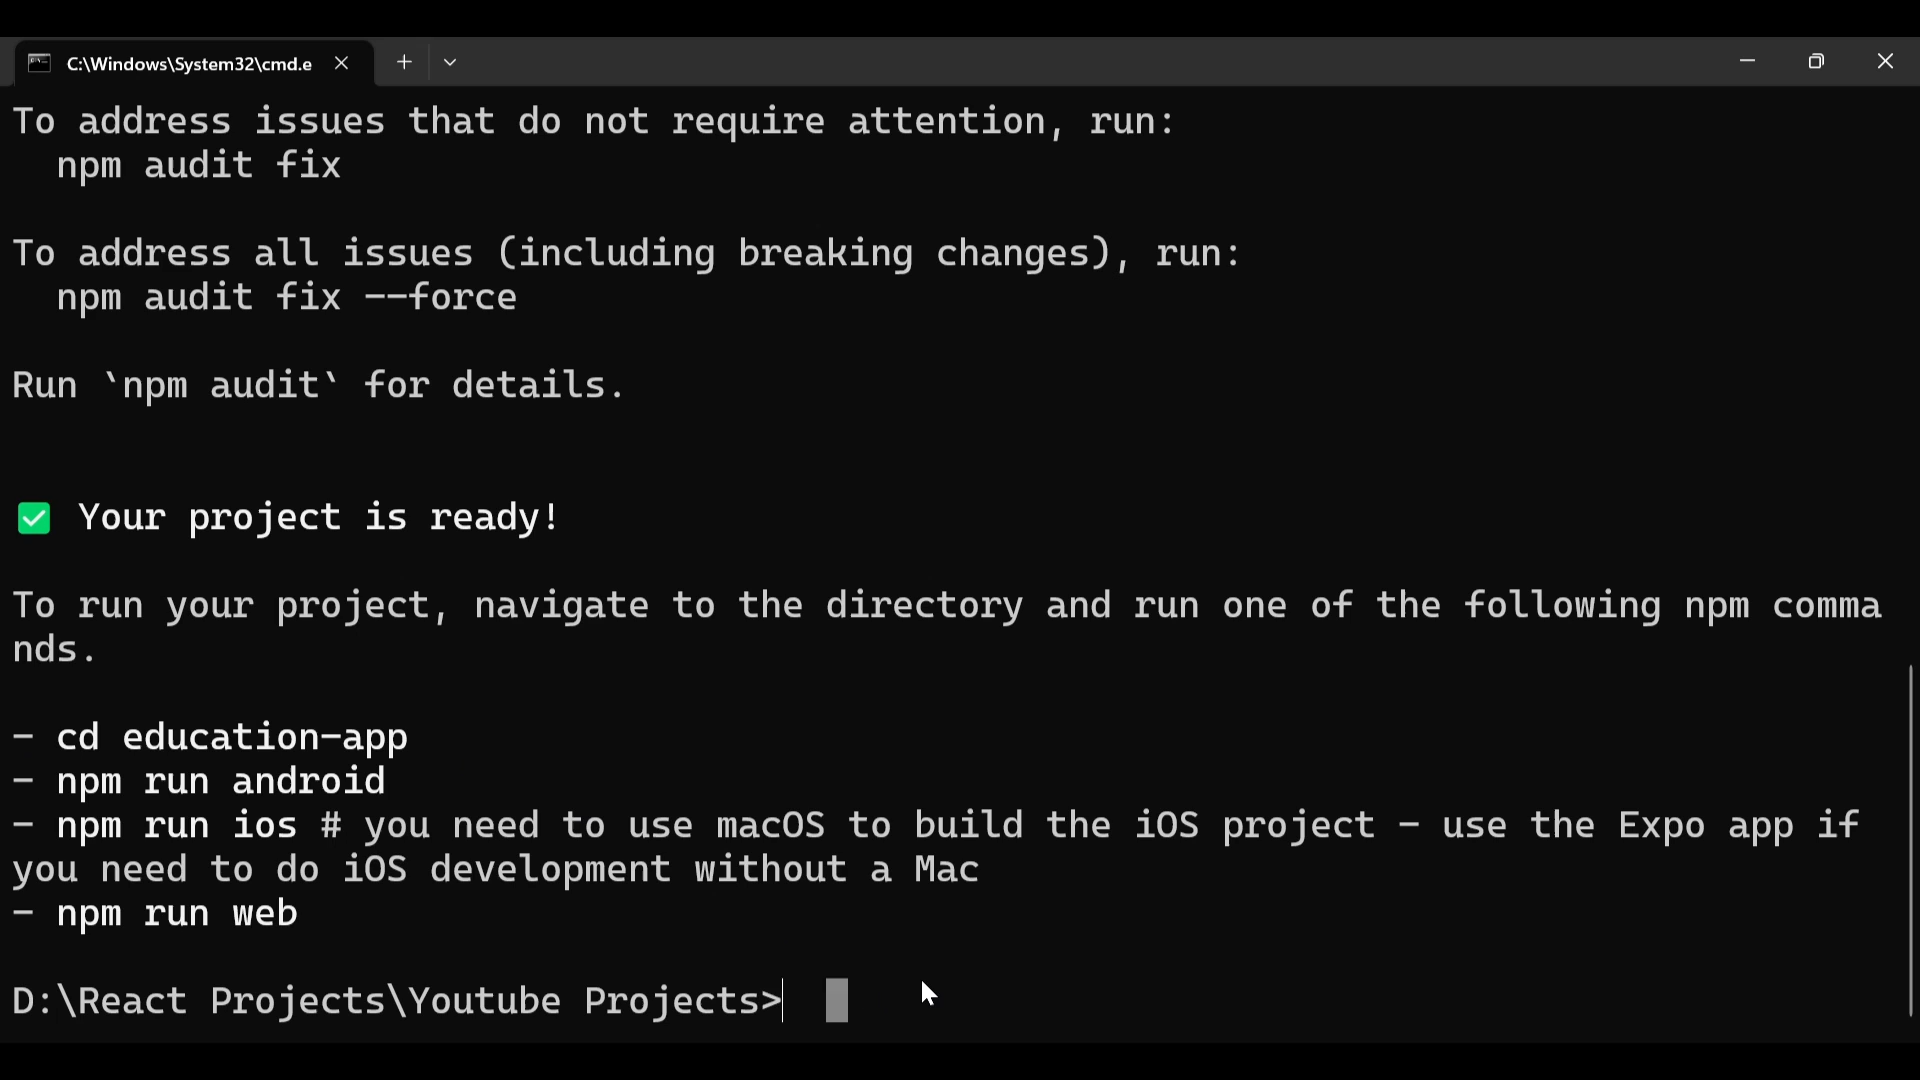 C:\Windows\System32\cmd.e
To address issues that do not require attention, run:
  npm audit fix
To address all issues (including breaking changes), run:
  npm audit fix --force
Run `npm audit` for details.
✅ Your project is ready!
To run your project, navigate to the directory and run one of the following npm comma
nds.
- cd education-app
- npm run android
- npm run ios # you need to use macOS to build the iOS project - use the Expo app if
you need to do iOS development without a Mac
- npm run web
D:\React Projects\Youtube Projects>